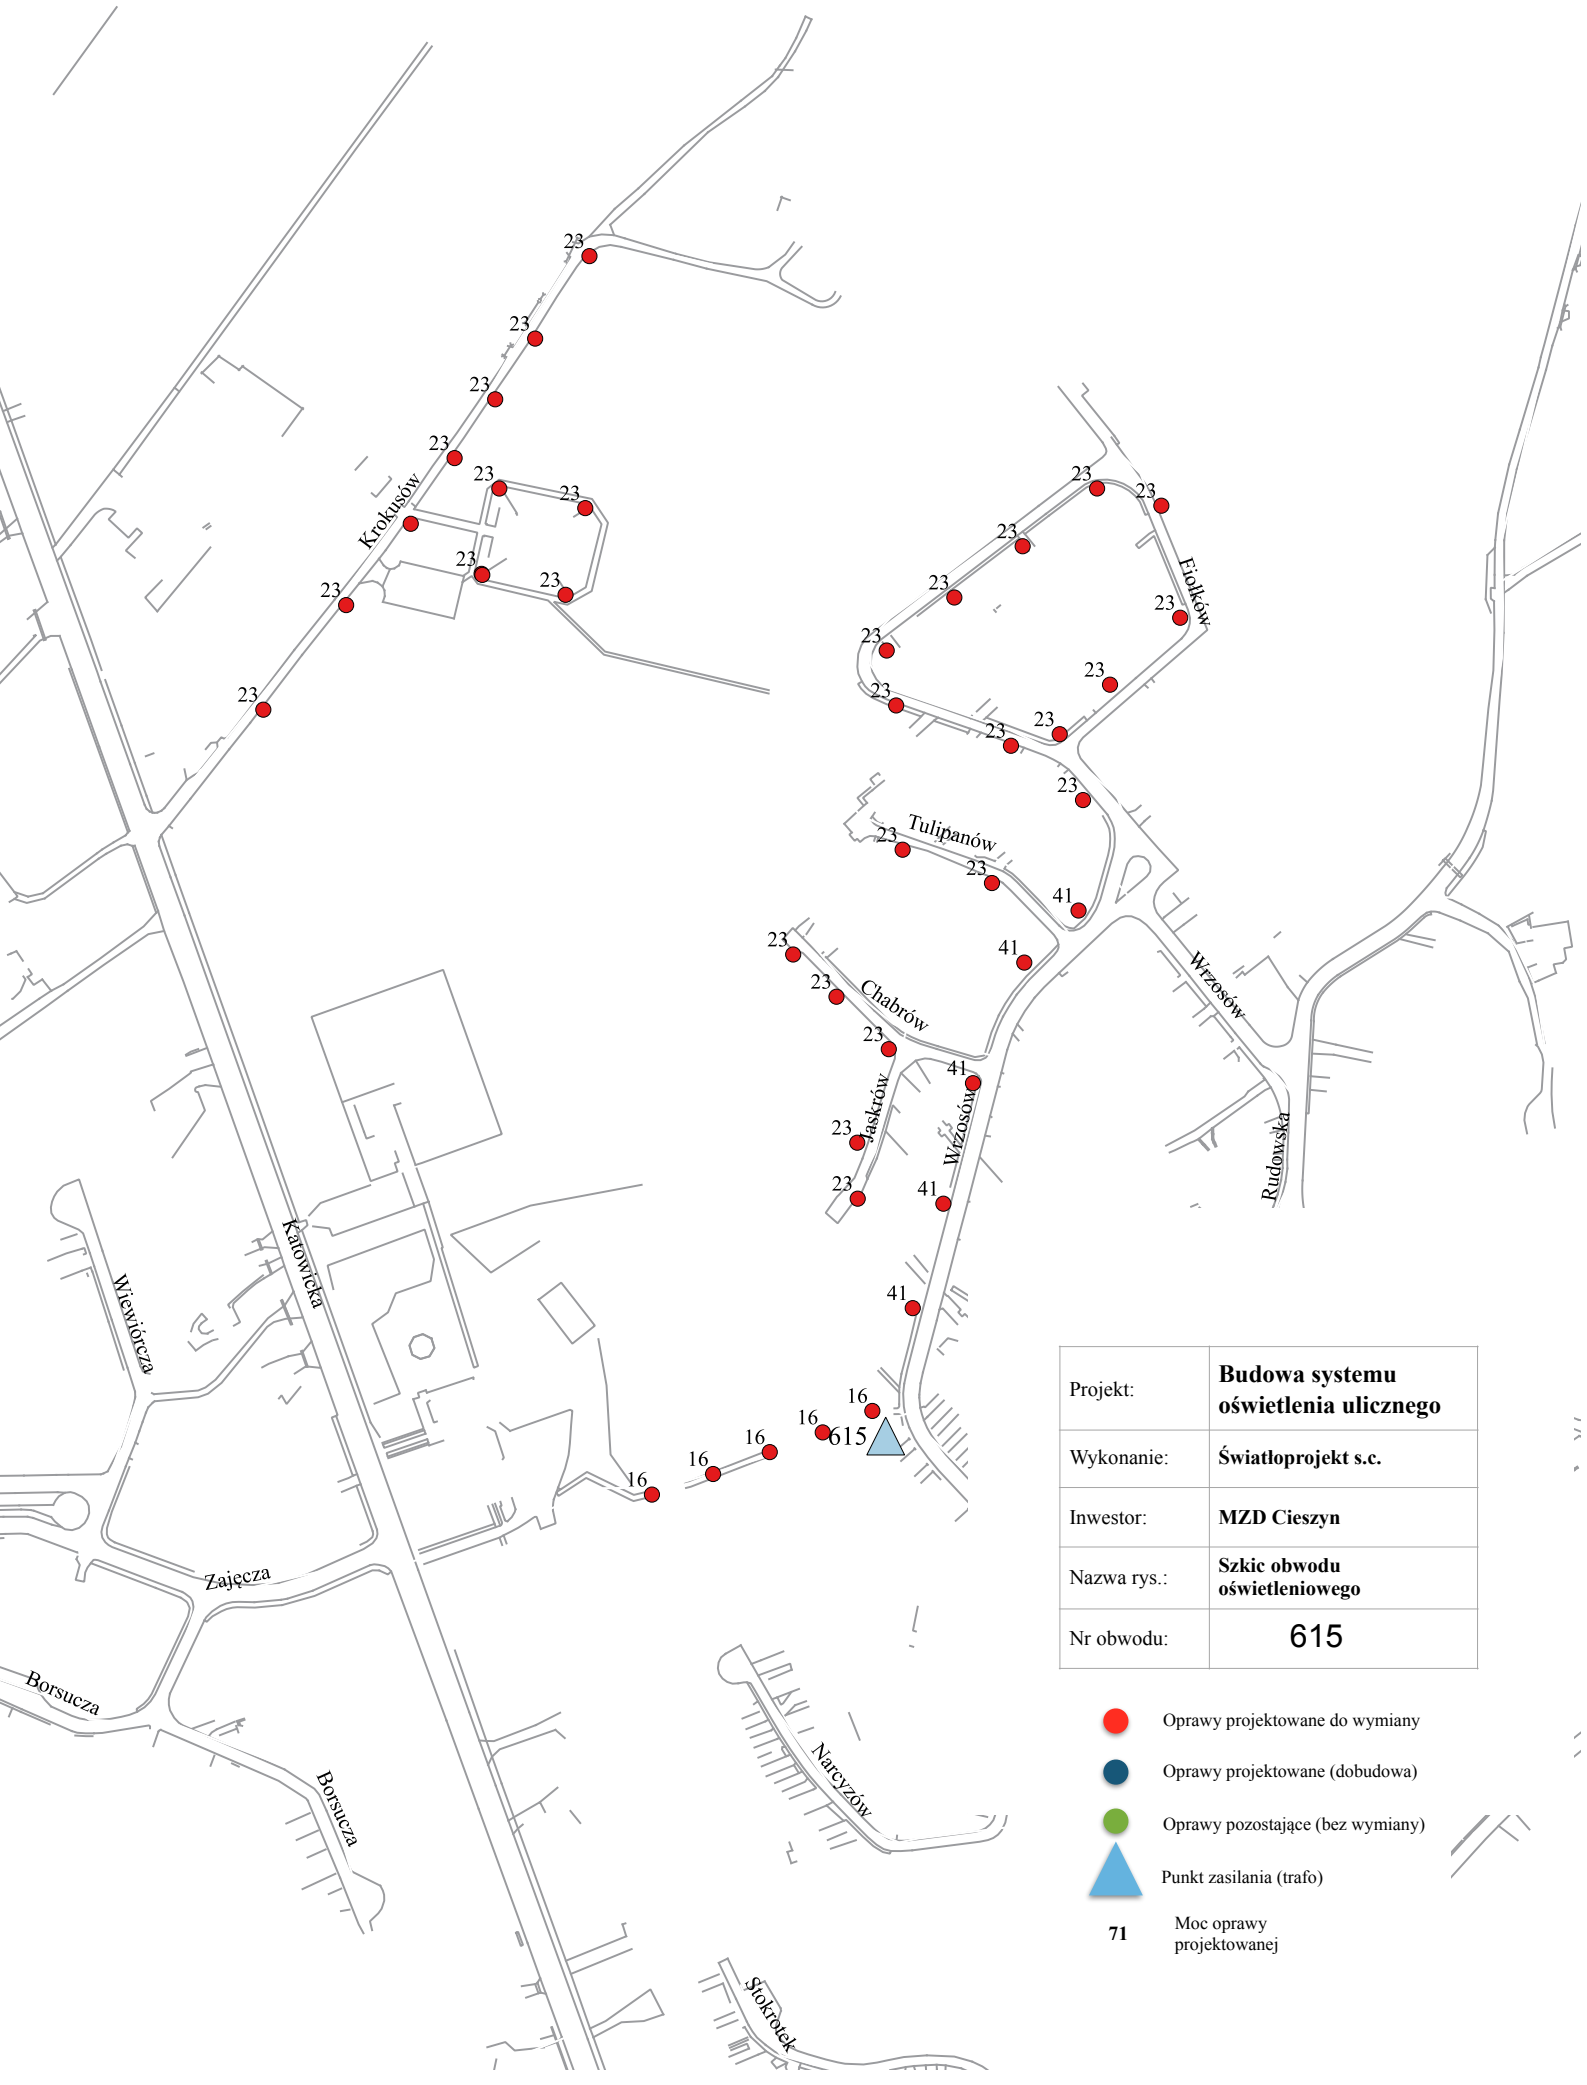 23
23
23
23
23
23
Krokusów
23
23
23
23
23
23
23
23
Fiołków
23
23
23
23
23
23
23
23
Tulipanów
23
23
41
41
23
23
Chabrów
Wrzosów
23
41
Jaskrów
Wrzosów
23
Rudowska
23
41
Katowicka
Wiewiórcza
41
16
16
615
16
16
16
Zajęcza
Borsucza
Borsucza
Narcyzów
Stokrotek
Projekt:
Budowa systemu
oświetlenia ulicznego
Wykonanie:
Światłoprojekt s.c.
Inwestor:
MZD Cieszyn
Nazwa rys.:
Szkic obwodu
oświetleniowego
Nr obwodu:
615
Oprawy projektowane do wymiany
Oprawy projektowane (dobudowa)
Oprawy pozostające (bez wymiany)
Punkt zasilania (trafo)
71
Moc oprawy
projektowanej